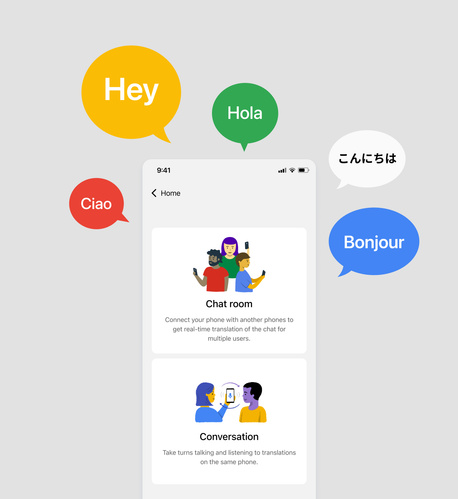 Hey
Hola
こんにちは
9:41
Home
Ciao
Bonjour
Chat room
Connect your phone with another phones to
get real-time translation of the chat for
multiple users.
Conversation
Take turns talking and listening to translations
on the same phone.